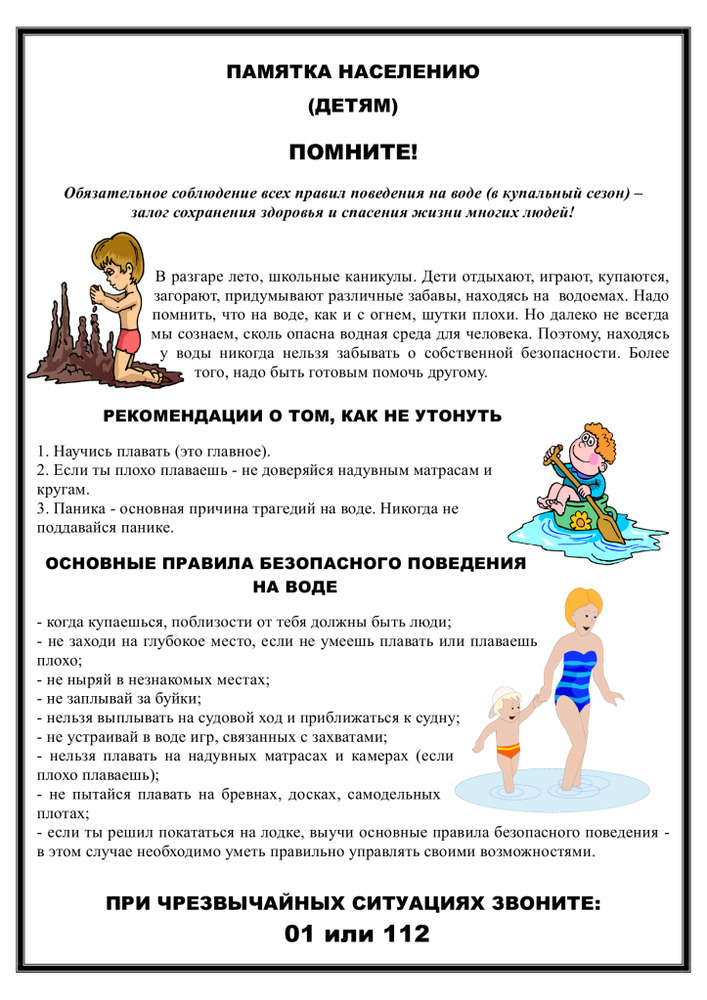 ПАМЯТКА НАСЕЛЕНИЮ
(ДЕТЯМ)
ПОМНИТЕ!
Обязательное соблюдение всех правил поведения на воде (в купальный сезон) –
залог сохранения здоровья и спасения жизни многих людей!
В разгаре лето, школьные каникулы. Дети отдыхают, играют, купаются,
загорают, придумывают различные забавы, находясь на водоемах. Надо
помнить, что на воде, как и с огнем, шутки плохи. Но далеко не всегда
мы сознаем, сколь опасна водная среда для человека. Поэтому, находясь
у воды никогда нельзя забывать о собственной безопасности. Более
того, надо быть готовым помочь другому.
РЕКОМЕНДАЦИИ О ТОМ, КАК НЕ УТОНУТЬ
1. Научись плавать (это главное).
2. Если ты плохо плаваешь - не доверяйся надувным матрасам и
кругам.
3. Паника - основная причина трагедий на воде. Никогда не
поддавайся панике.
ОСНОВНЫЕ ПРАВИЛА БЕЗОПАСНОГО ПОВЕДЕНИЯ
НА ВОДЕ
- когда купаешься, поблизости от тебя должны быть люди;
- не заходи на глубокое место, если не умеешь плавать или плаваешь
плохо;
- не ныряй в незнакомых местах;
- не заплывай за буйки;
- нельзя выплывать на судовой ход и приближаться к судну;
- не устраивай в воде игр, связанных с захватами;
- нельзя плавать на надувных матрасах и камерах (если
плохо плаваешь);
- не пытайся плавать на бревнах, досках, самодельных
плотах;
- если ты решил покататься на лодке, выучи основные правила безопасного поведения -
в этом случае необходимо уметь правильно управлять своими возможностями.
ПРИ ЧРЕЗВЫЧАЙНЫХ СИТУАЦИЯХ ЗВОНИТЕ:
01 или 112